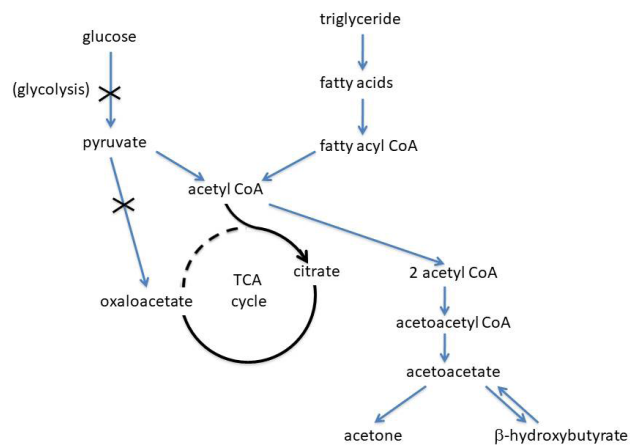 triglyceride
glucose
fatty acids
(glycolysis)
pyruvate
fatty acyl CoA
acetyl CoA
TCA
cycle
citrate
2 acetyl CoA
oxaloacetate
acetoacetyl CoA
acetoacetate
acetone
β-hydroxybutyrate